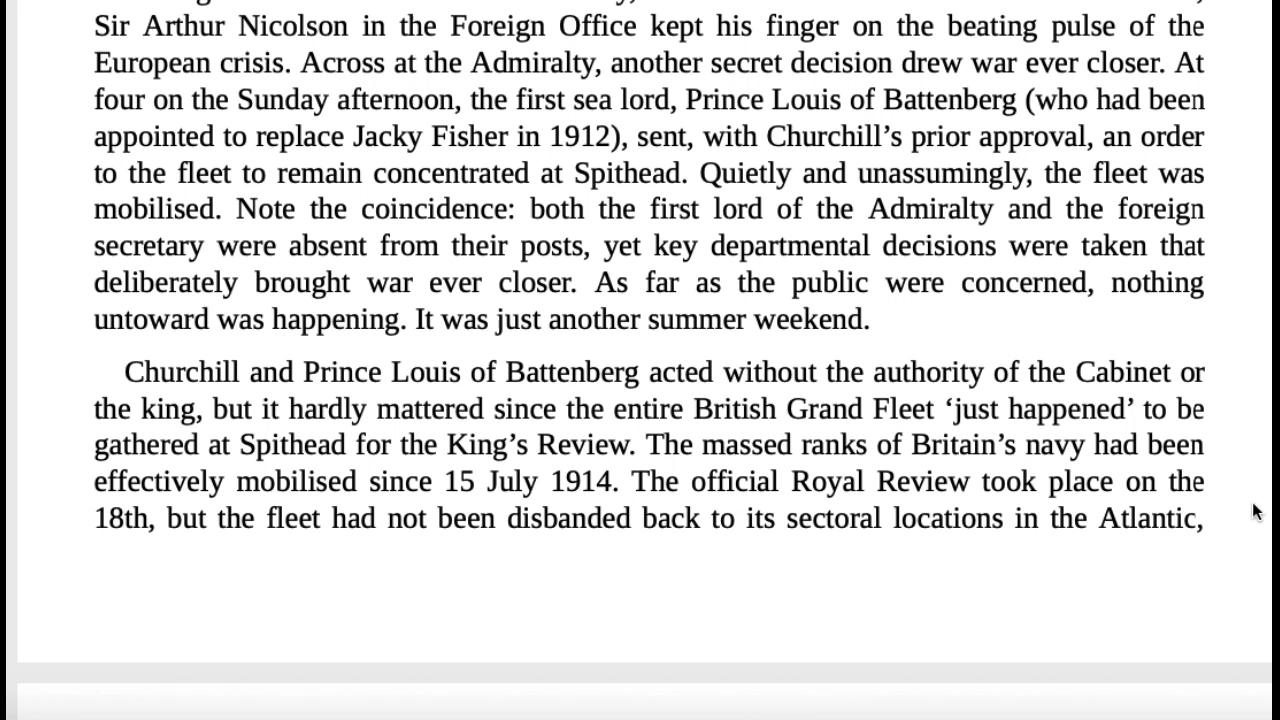 Sir Arthur Nicolson in the Foreign Office kept his finger on the beating pulse of the
European crisis. Across at the Admiralty, another secret decision drew war ever closer. At
four on the Sunday afternoon, the first sea lord, Prince Louis of Battenberg (who had been
appointed to replace Jacky Fisher in 1912), sent, with Churchill’s prior approval, an order
to the fleet to remain concentrated at Spithead. Quietly and unassumingly, the fleet was
mobilised. Note the coincidence: both the first lord of the Admiralty and the foreign
secretary were absent from their posts, yet key departmental decisions were taken that
deliberately brought war ever closer. As far as the public were concerned, nothing
untoward was happening. It was just another summer weekend.
Churchill and Prince Louis of Battenberg acted without the authority of the Cabinet or
the king, but it hardly mattered since the entire British Grand Fleet ‘just happened’ to be
gathered at Spithead for the King’s Review. The massed ranks of Britain’s navy had been
effectively mobilised since 15 July 1914. The official Royal Review took place on the
18th, but the fleet had not been disbanded back to its sectoral locations in the Atlantic,